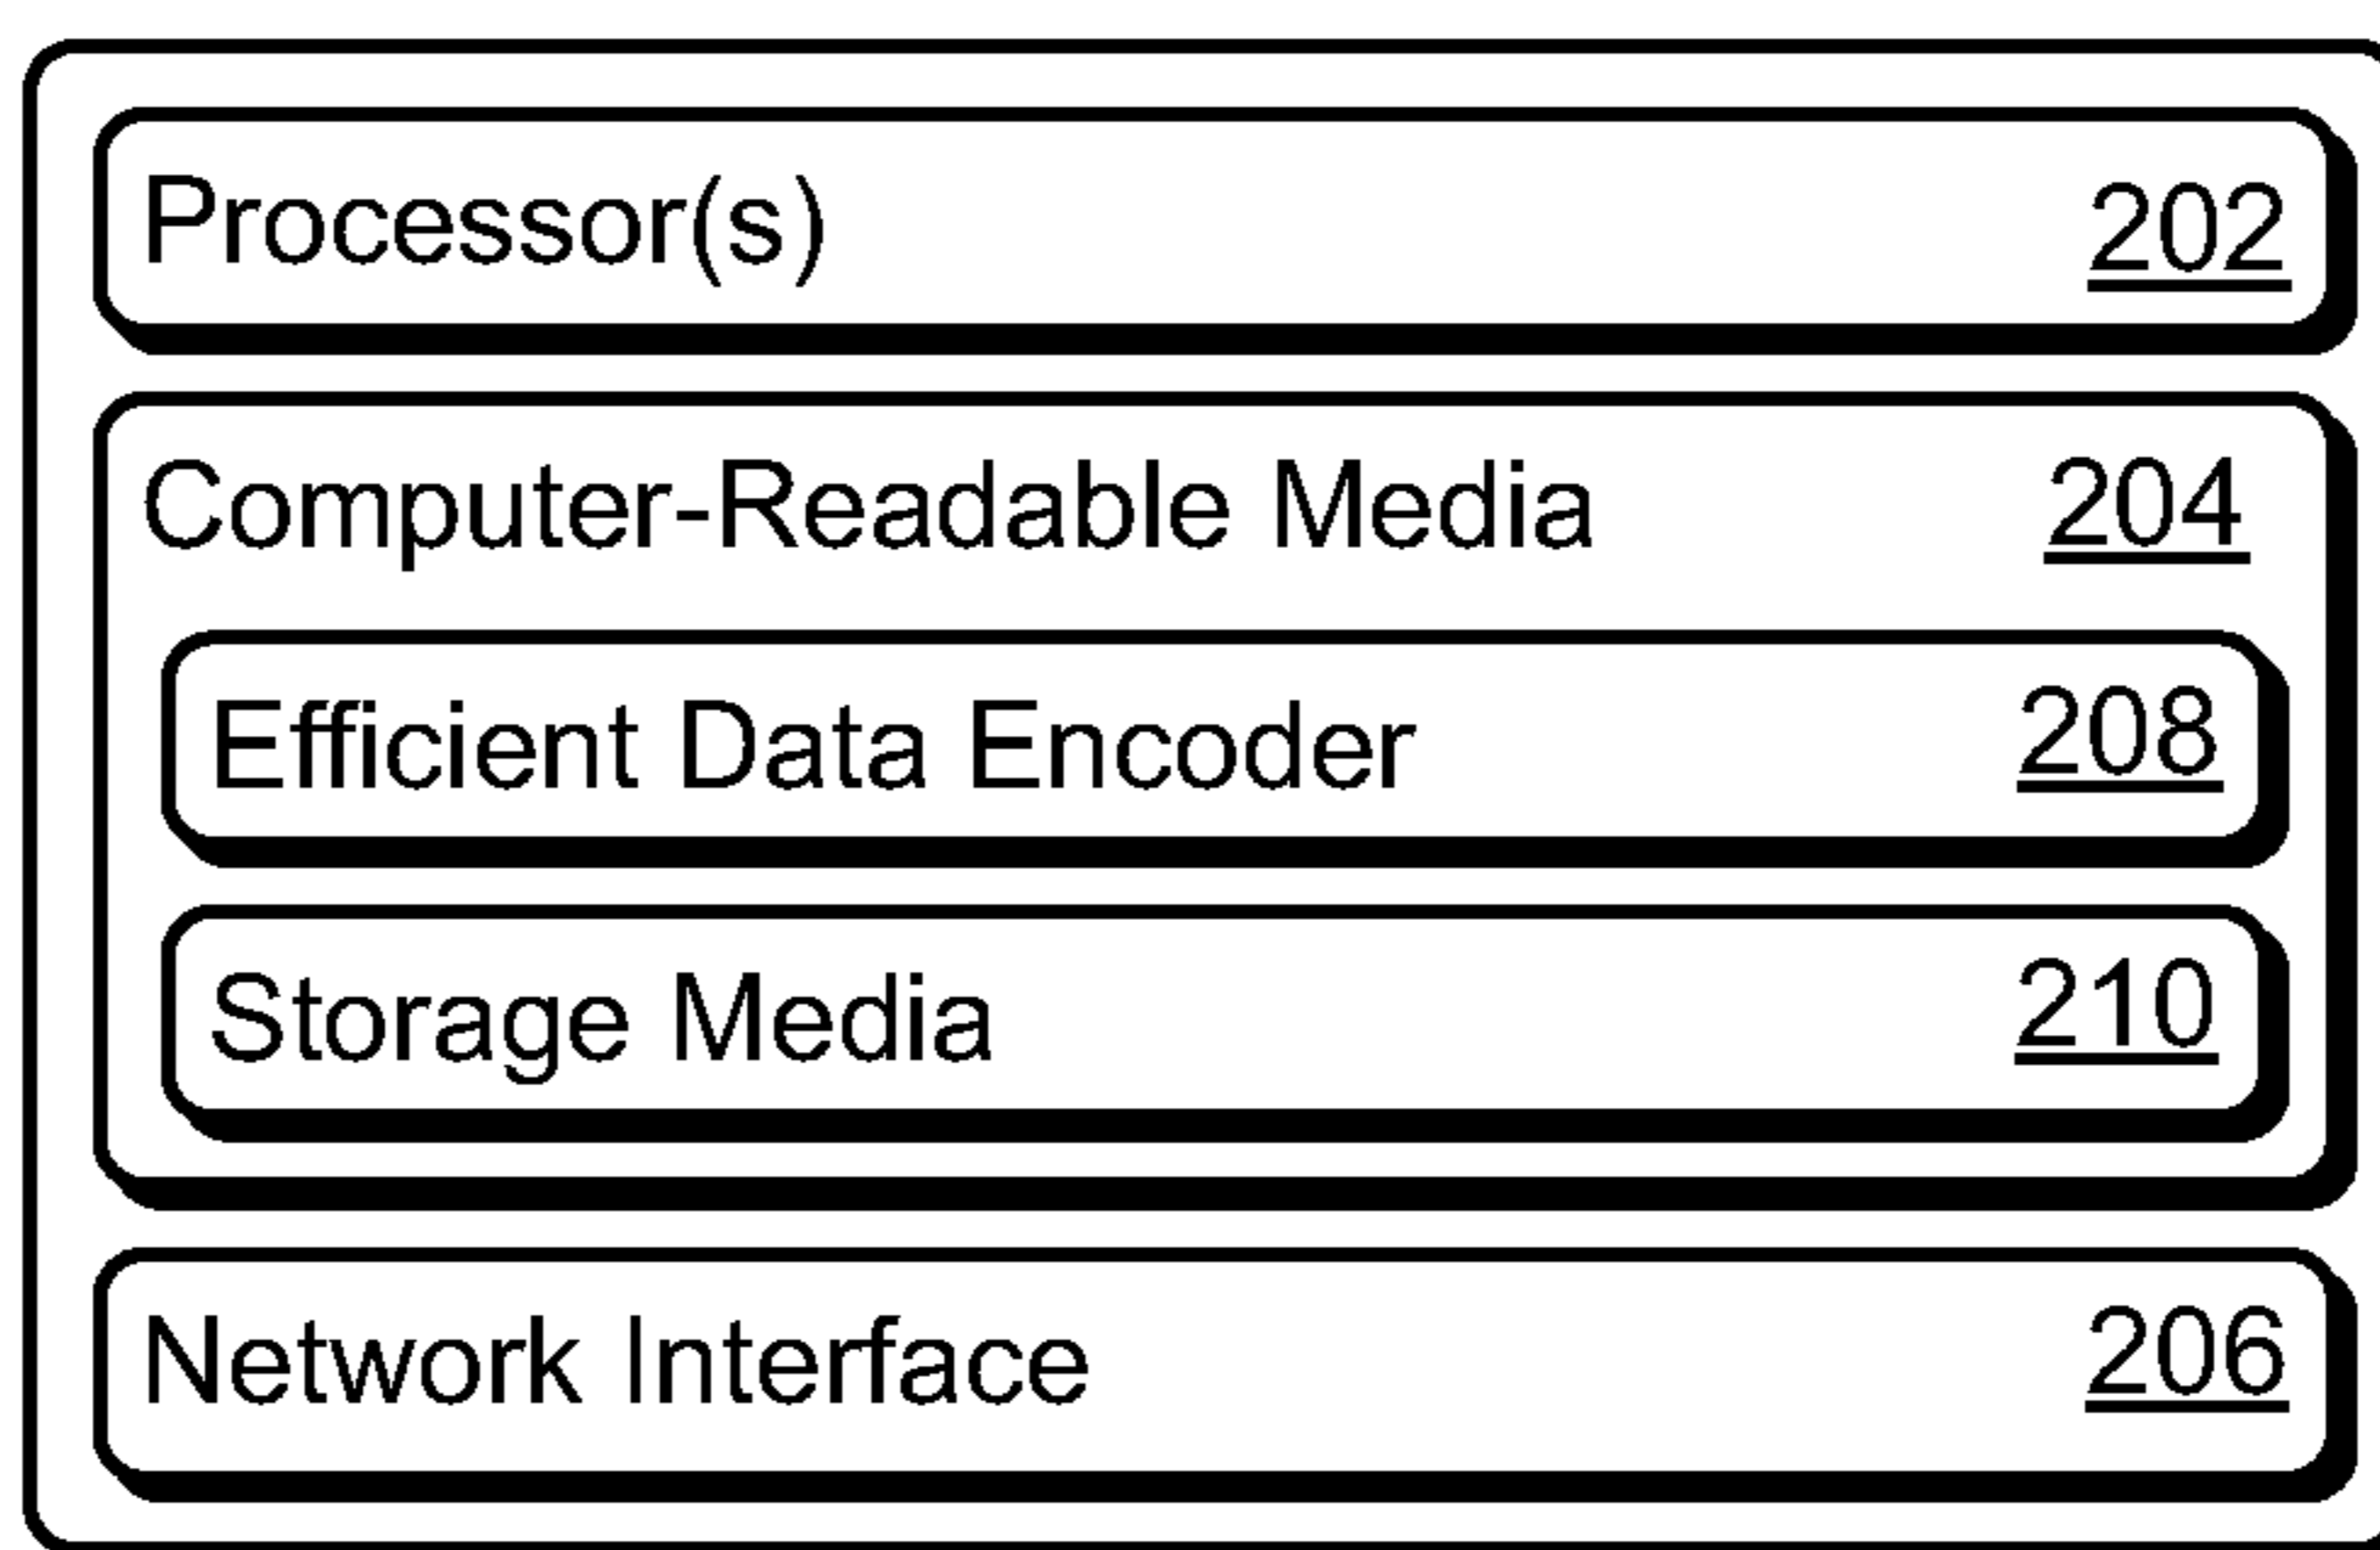 Processor(s) 202
Computer-Readable Media 204
Efficient Data Encoder 208
Storage Media 210
Network Interface 206